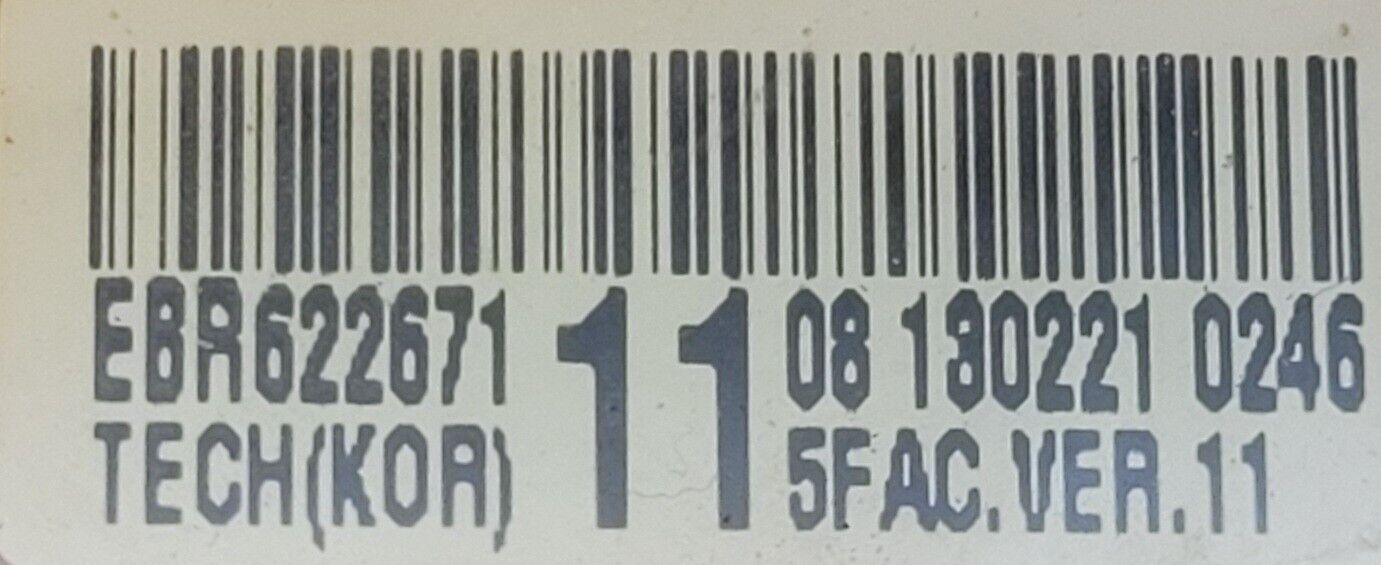 EBR622671 11 08 130221 0246
TECH(KOR) 5FAC.VER.11